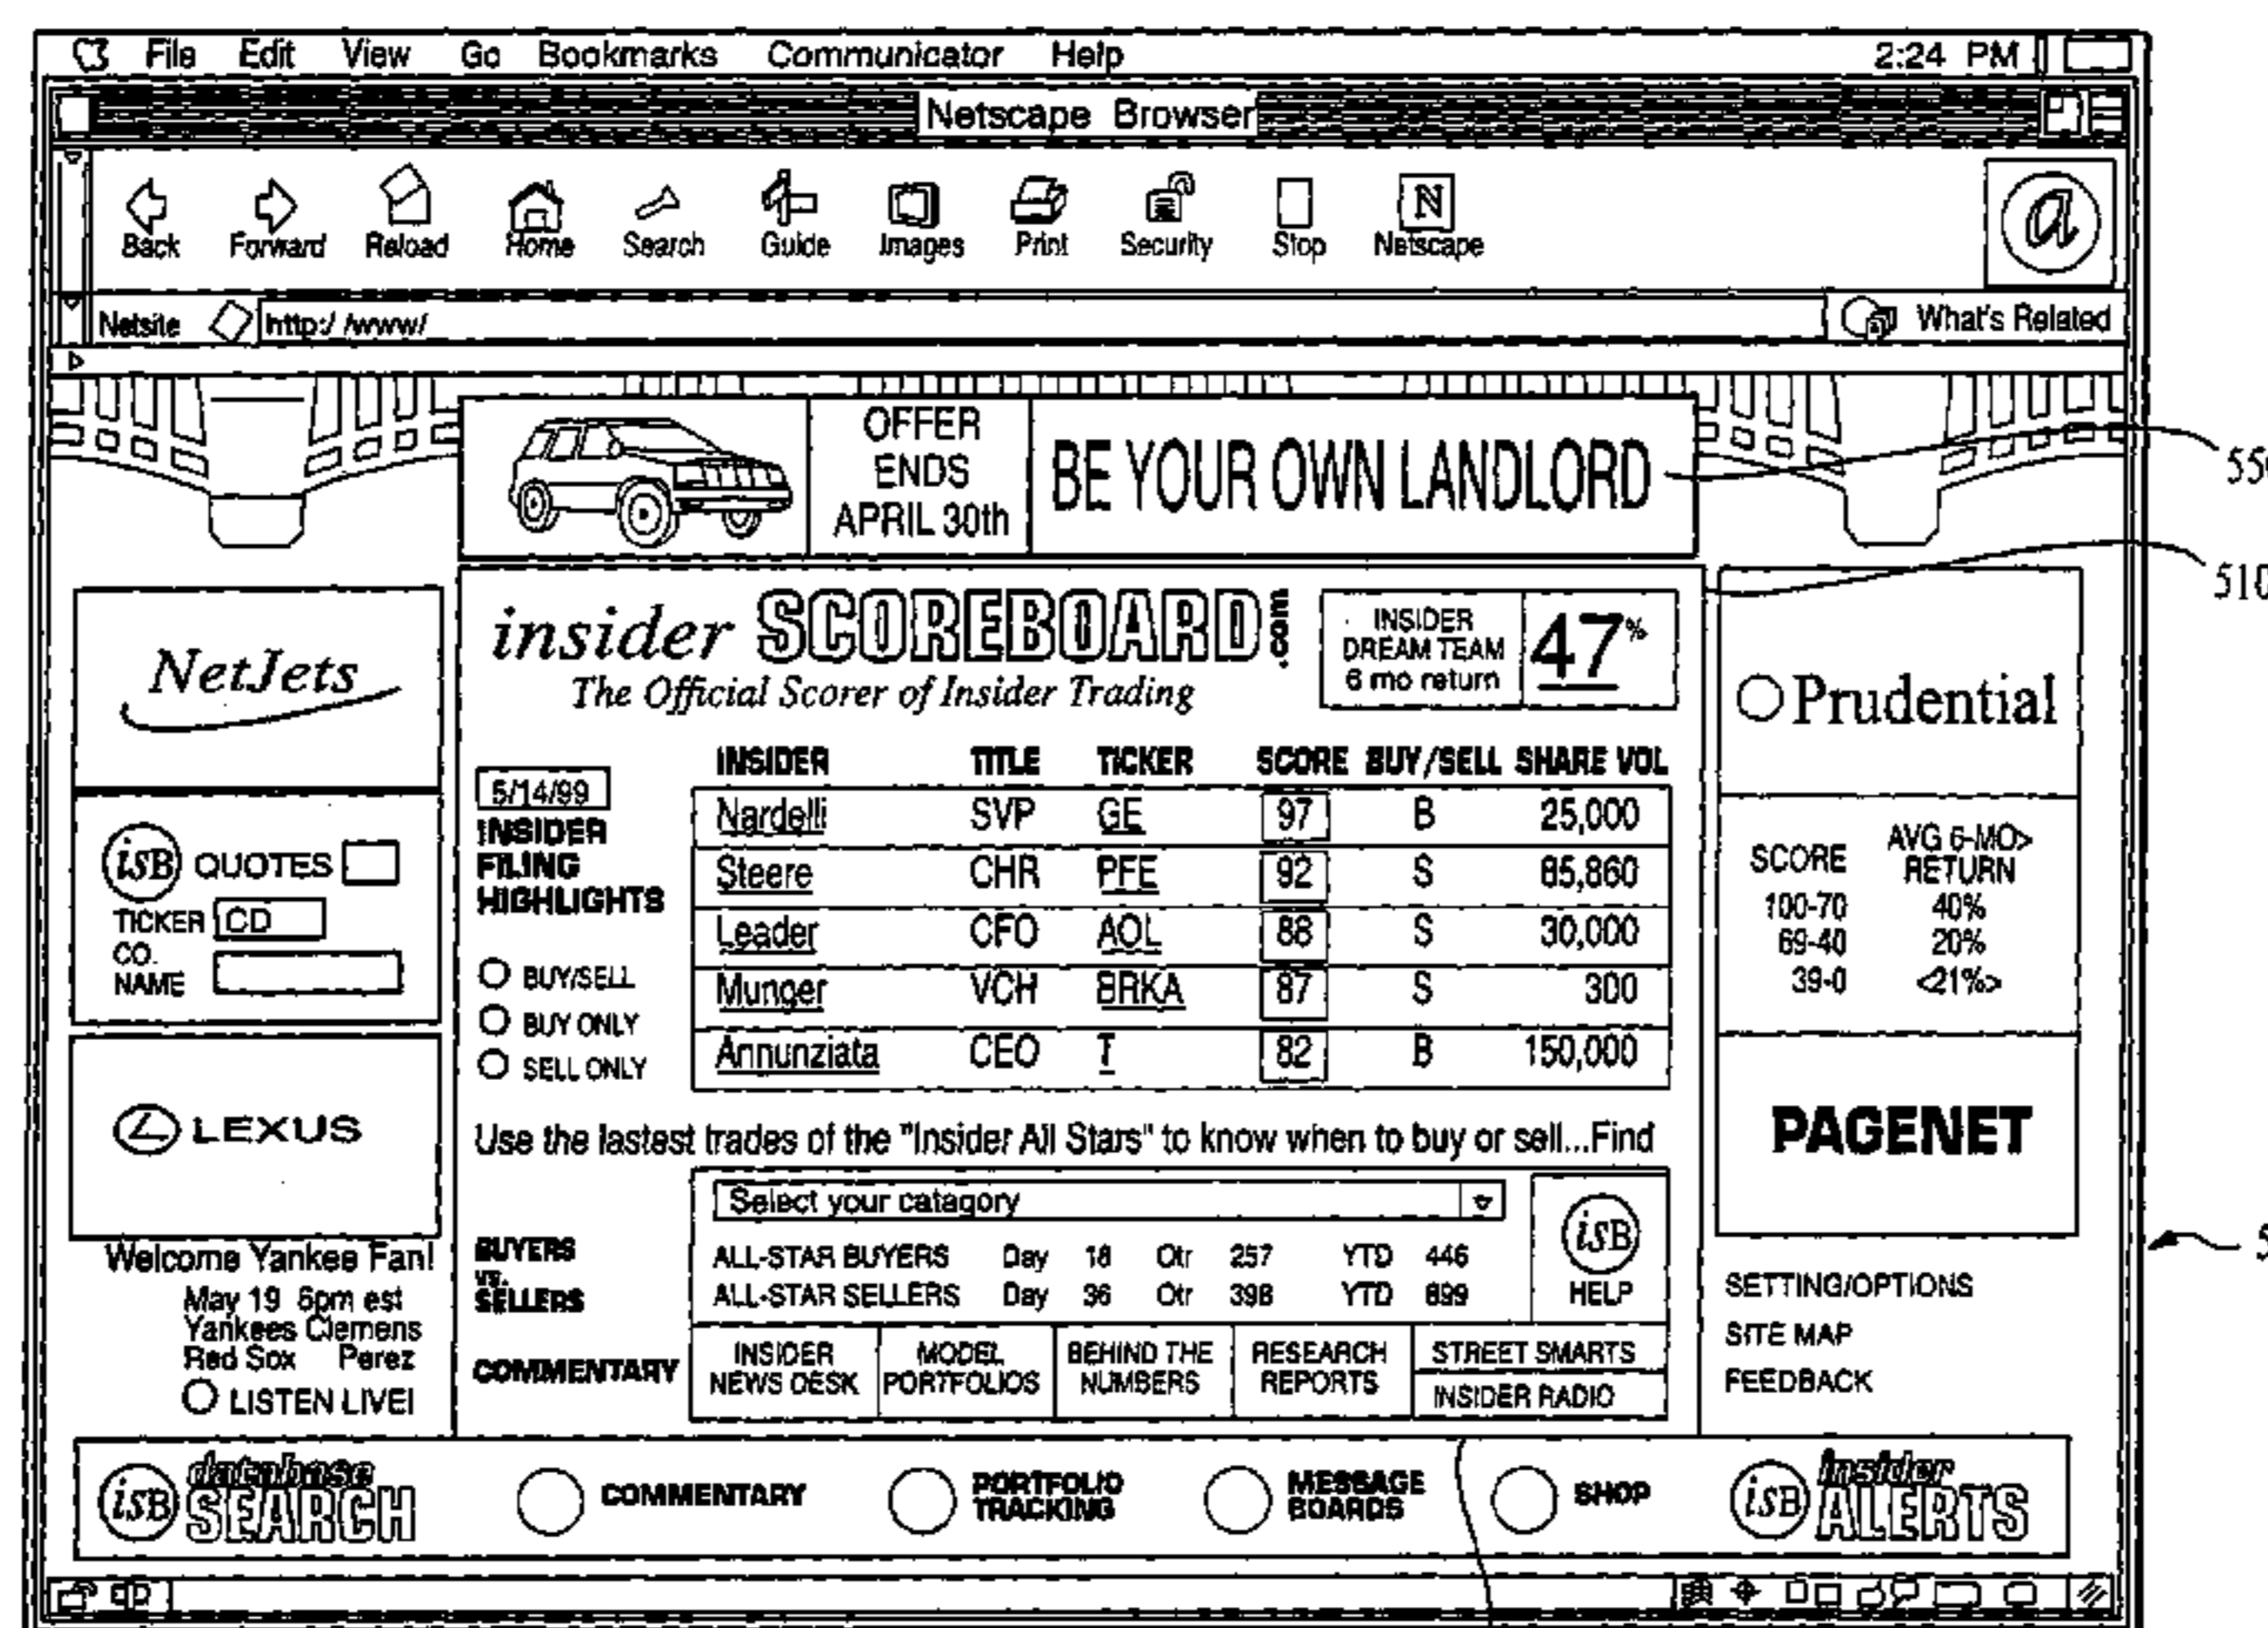 File Edit View Go Bookmarks Communicator Help 2:24 PM
Netscape Browser
Back Forward Reload Home Search Guide Images Print Security Stop N Netscape a
Netsite http://www/ What's Related
OFFER
ENDS
APRIL 30th
BE YOUR OWN LANDLORD
510
NetJets
isB QUOTES
TICKER CD
CO.
NAME
LEXUS
Welcome Yankee Fan!
May 19 6pm est
Yankees Clemens
Red Sox Perez
LISTEN LIVE!
insider SCOREBOARD.com
The Official Scorer of Insider Trading
INSIDER
DREAM TEAM
6 mo return
47%
5/14/99
INSIDER
FILING
HIGHLIGHTS
BUY/SELL
BUY ONLY
SELL ONLY
INSIDER TITLE TICKER SCORE BUY/SELL SHARE VOL
Nardelli SVP GE 97 B 25,000
Steere CHR PFE 92 S 85,860
Leader CFO AOL 88 S 30,000
Munger VCH BRKA 87 S 300
Annunziata CEO T 82 B 150,000
Use the lastest trades of the "Insider All Stars" to know when to buy or sell...Find
Select your catagory
BUYERS
vs.
SELLERS
ALL-STAR BUYERS Day 18 Qtr 257 YTD 446
ALL-STAR SELLERS Day 36 Qtr 398 YTD 899
isB
HELP
COMMENTARY
INSIDER
NEWS DESK
MODEL
PORTFOLIOS
BEHIND THE
NUMBERS
RESEARCH
REPORTS
STREET SMARTS
INSIDER RADIO
Prudential
SCORE AVG 6-MO>
RETURN
100-70 40%
69-40 20%
39-0 <21%>
PAGENET
SETTING/OPTIONS
SITE MAP
FEEDBACK
isB database
SEARCH
COMMENTARY
PORTFOLIO
TRACKING
MESSAGE
BOARDS
SHOP
isB insider
ALERTS